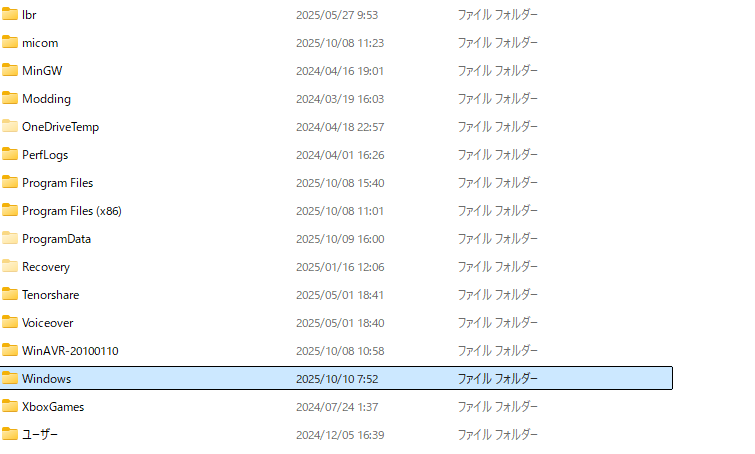 lbr 2025/05/27 9:53 ファイル フォルダー
micom 2025/10/08 11:23 ファイル フォルダー
MinGW 2024/04/16 19:01 ファイル フォルダー
Modding 2024/03/19 16:03 ファイル フォルダー
OneDriveTemp 2024/04/18 22:57 ファイル フォルダー
PerfLogs 2024/04/01 16:26 ファイル フォルダー
Program Files 2025/10/08 15:40 ファイル フォルダー
Program Files (x86) 2025/10/08 11:01 ファイル フォルダー
ProgramData 2025/10/09 16:00 ファイル フォルダー
Recovery 2025/01/16 12:06 ファイル フォルダー
Tenorshare 2025/05/01 18:41 ファイル フォルダー
Voiceover 2025/05/01 18:40 ファイル フォルダー
WinAVR-20100110 2025/10/08 10:58 ファイル フォルダー
Windows 2025/10/10 7:52 ファイル フォルダー
XboxGames 2024/07/24 1:37 ファイル フォルダー
ユーザー 2024/12/05 16:39 ファイル フォルダー